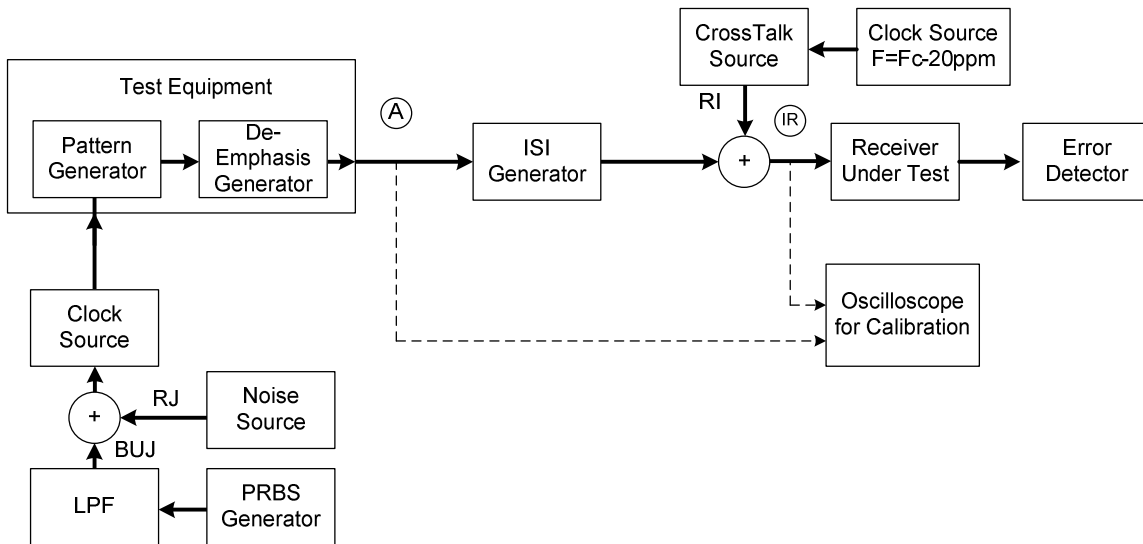 CrossTalk
Source
Clock Source
F=Fc-20ppm
Test Equipment
RI
A
IR
Pattern
Generator
De-
Emphasis
Generator
ISI
Generator
+
Receiver
Under Test
Error
Detector
Clock
Source
Oscilloscope
for Calibration
+
RJ
Noise
Source
BUJ
LPF
PRBS
Generator